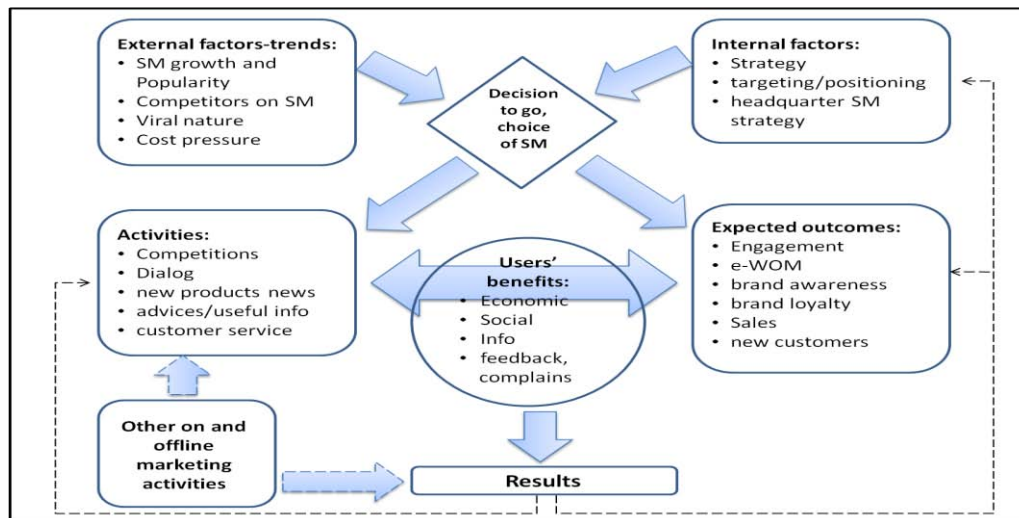 External factors-trends:
• SM growth and
Popularity
• Competitors on SM
• Viral nature
• Cost pressure
Decision
to go,
choice
of SM
Internal factors:
• Strategy
• targeting/positioning
• headquarter SM
strategy
Activities:
• Competitions
• Dialog
• new products news
• advices/useful info
• customer service
Users’
benefits:
• Economic
• Social
• Info
• feedback,
complains
Expected outcomes:
• Engagement
• e-WOM
• brand awareness
• brand loyalty
• Sales
• new customers
Other on and
offline
marketing
activities
Results